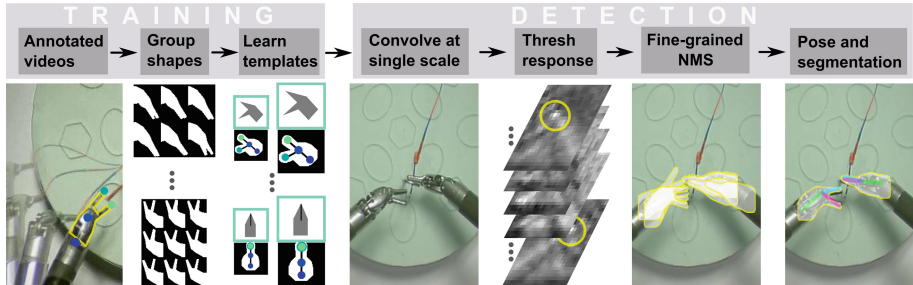 TRAINING
DETECTION
Annotated
videos
Group
shapes
Learn
templates
Convolve at
single scale
Thresh
response
Fine-grained
NMS
Pose and
segmentation